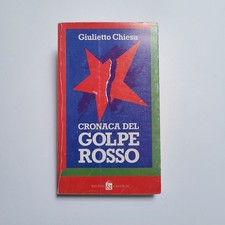 Giulietto Chiesa
CRONACA DEL
GOLPE
ROSSO